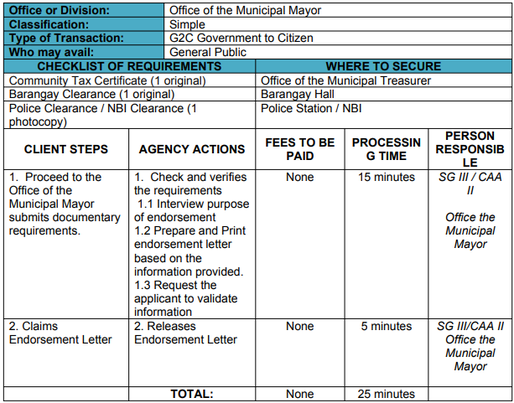 Office or Division: Office of the Municipal Mayor
Classification: Simple
Type of Transaction: G2C Government to Citizen
Who may avail: General Public
CHECKLIST OF REQUIREMENTS WHERE TO SECURE
Community Tax Certificate (1 original) Office of the Municipal Treasurer
Barangay Clearance (1 original) Barangay Hall
Police Clearance / NBI Clearance (1 Police Station / NBI
photocopy)
CLIENT STEPS
AGENCY ACTIONS
FEES TO BE
PAID
PROCESSIN
G TIME
PERSON
RESPONSIB
LE
1. Proceed to the
Office of the
Municipal Mayor
submits documentary
requirements.
1. Check and verifies
the requirements
1.1 Interview purpose
of endorsement
1.2 Prepare and Print
endorsement letter
based on the
information provided.
1.3 Request the
applicant to validate
information
None
15 minutes
SG III / CAA
II
Office the
Municipal
Mayor
2. Claims
Endorsement Letter
2. Releases
Endorsement Letter
None
5 minutes
SG III/CAA II
Office the
Municipal
Mayor
TOTAL: None 25 minutes